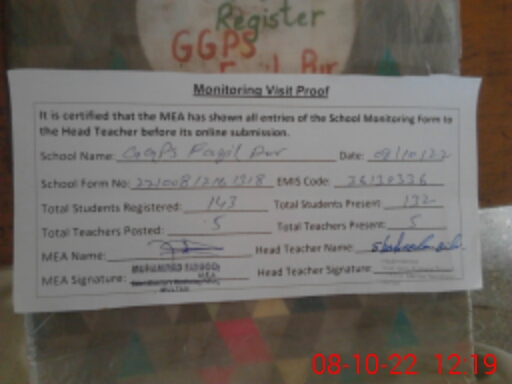 Register
GGPS
Monitoring Visit Proof
It is certified that the MEA has shown all entries of the School Monitoring Form to
the Head Teacher before its online submission.
School Name: GGPS Fazil Pur Date: 08/10/22
School Form No: EMIS Code:
Total Students Registered: 143 Total Students Present: 132
Total Teachers Posted: 5 Total Teachers Present: 5
MEA Name: Head Teacher Name:
MEA Signature: Head Teacher Signature:
08-10-22 12:19